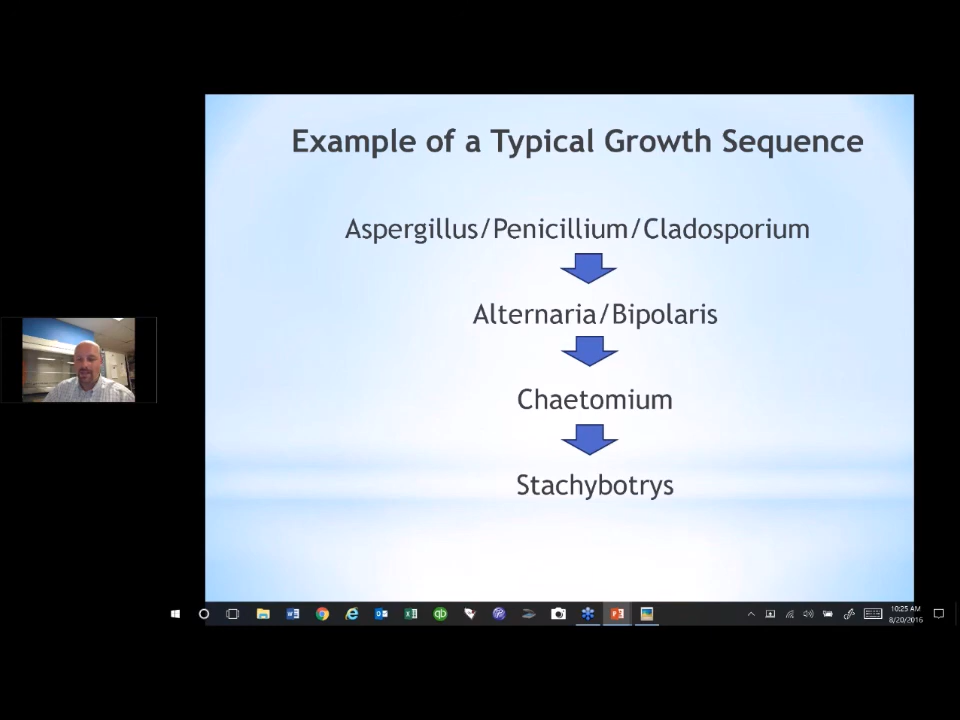 Example of a Typical Growth Sequence
Aspergillus/Penicillium/Cladosporium
Alternaria/Bipolaris
Chaetomium
Stachybotrys
10:25 AM
8/20/2016